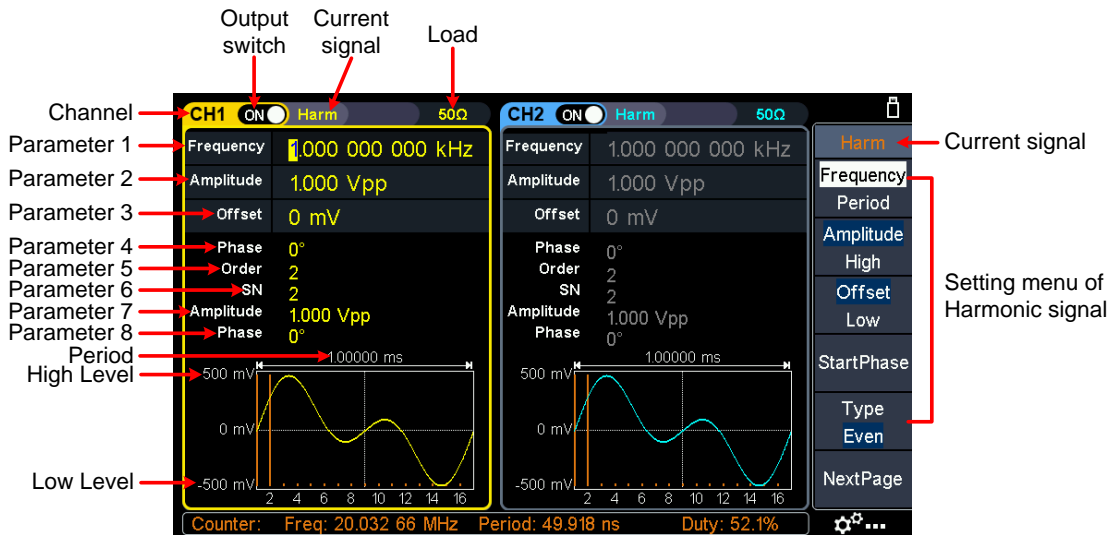 Output switch
Current signal
Load
Channel
CH1 ON Harm 50Ω
CH2 ON Harm 50Ω
Parameter 1
Frequency 1.000 000 000 kHz
Frequency 1.000 000 000 kHz
Harm
Current signal
Parameter 2
Amplitude 1.000 Vpp
Amplitude 1.000 Vpp
Frequency
Period
Parameter 3
Offset 0 mV
Offset 0 mV
Amplitude
High
Parameter 4
Phase 0°
Phase 0°
Parameter 5
Order 2
Order 2
Parameter 6
SN 2
SN 2
Offset
Low
Setting menu of
Harmonic signal
Parameter 7
Amplitude 1.000 Vpp
Amplitude 1.000 Vpp
Parameter 8
Phase 0°
Phase 0°
Period
1.00000 ms
1.00000 ms
StartPhase
High Level
500 mV
500 mV
Type
Even
0 mV
0 mV
Low Level
-500 mV
-500 mV
NextPage
2 4 6 8 10 12 14 16
2 4 6 8 10 12 14 16
Counter: Freq: 20.032 66 MHz Period: 49.918 ns Duty: 52.1%